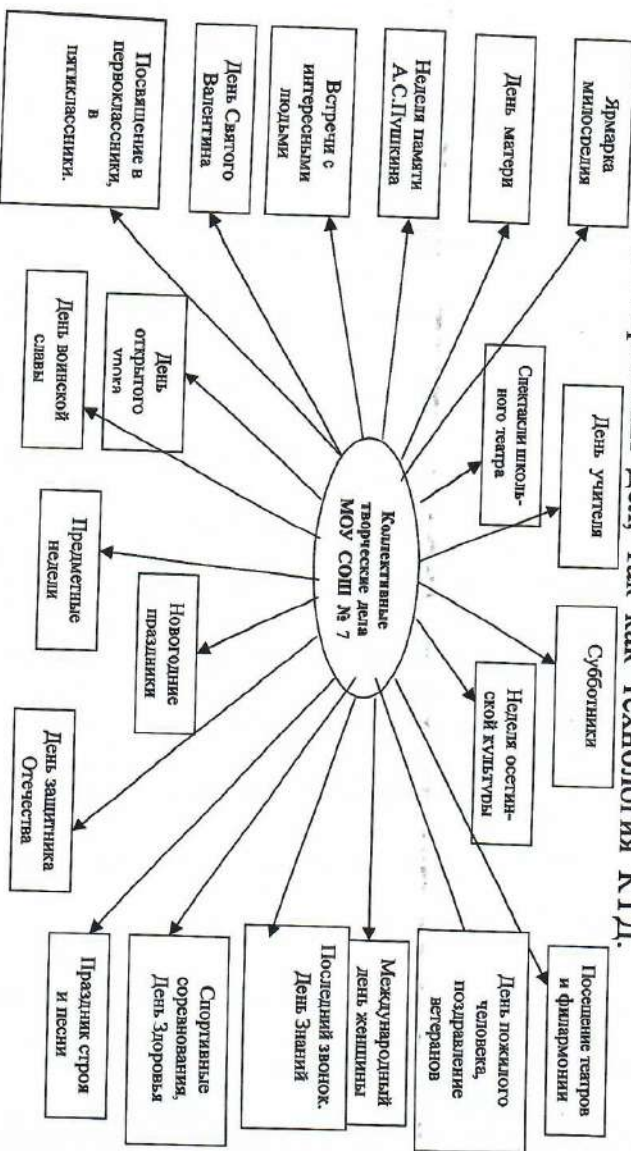 дел, так как технология КТД.
Ярмарка
милосредия
День учителя
Субботники
Посещение театров
и филармонии
День матери
Спектакли школь-
ного театра
Неделя осетин-
ской культуры
День пожилого
человека,
поздравление
ветеранов
Неделя памяти
А.С.Пушкина
Коллективные
творческие дела
МОУ СОШ № 7
Международный
день женщины
Встречи с
интересными
людьми
Последний звонок.
День Знаний
День Святого
Валентина
День
открытого
урока
Новогодние
праздники
Спортивные
соревнования,
День Здоровья
Посвящение в
первоклассники,
в
пятиклассники.
День воинской
славы
Предметные
недели
День защитника
Отечества
Праздник строя
и песни